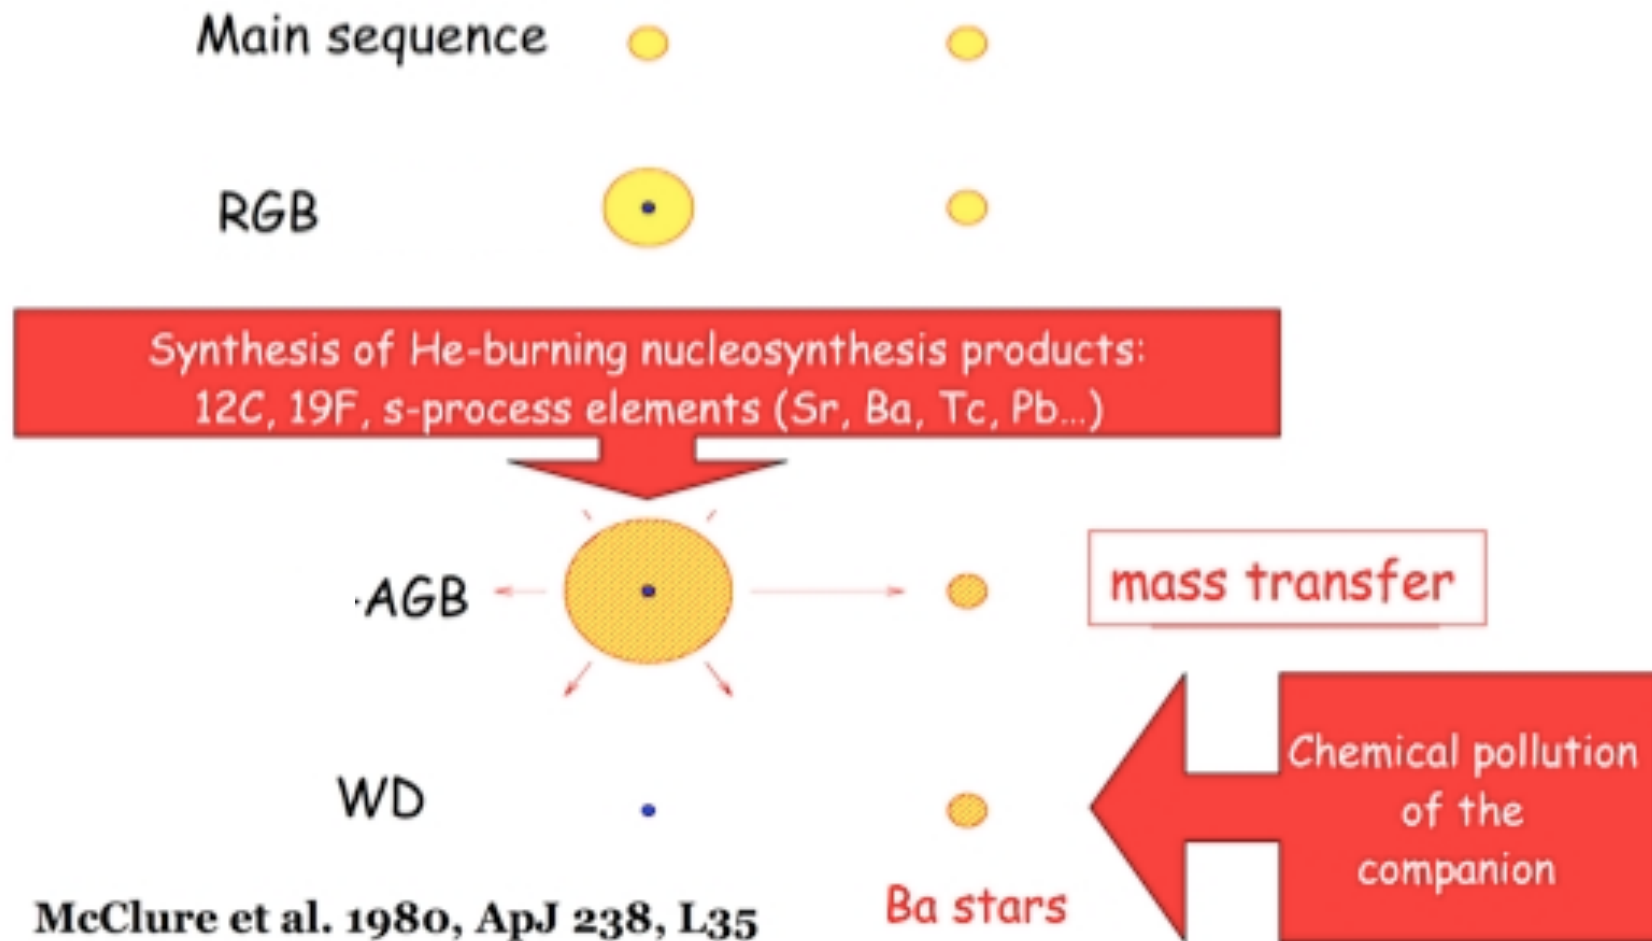 Main sequence
RGB
Synthesis of He-burning nucleosynthesis products:
12C, 19F, s-process elements (Sr, Ba, Tc, Pb...)
AGB
mass transfer
WD
Chemical pollution
of the
companion
Ba stars
McClure et al. 1980, ApJ 238, L35